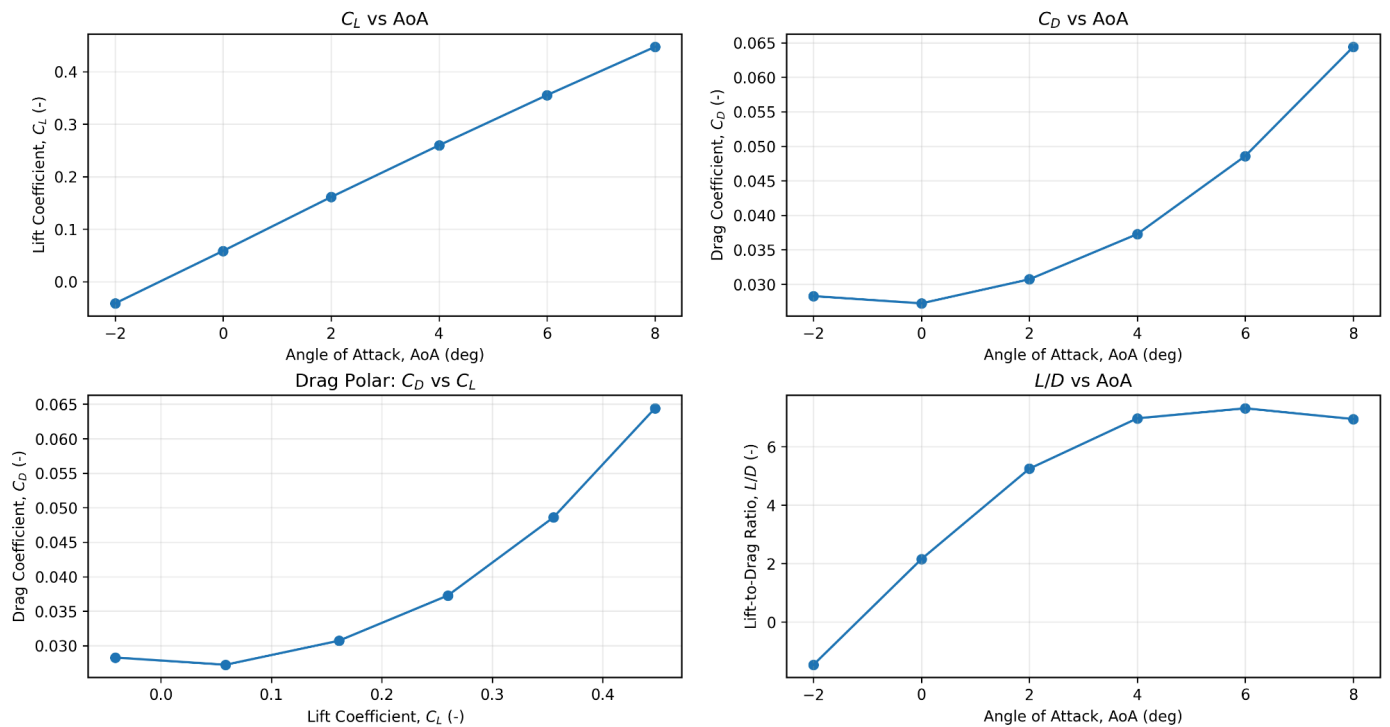 C_L vs AoA
Lift Coefficient, C_L (-)
0.4
0.3
0.2
0.1
0.0
−2 0 2 4 6 8
Angle of Attack, AoA (deg)
C_D vs AoA
Drag Coefficient, C_D (-)
0.065
0.060
0.055
0.050
0.045
0.040
0.035
0.030
−2 0 2 4 6 8
Angle of Attack, AoA (deg)
Drag Polar: C_D vs C_L
Drag Coefficient, C_D (-)
0.065
0.060
0.055
0.050
0.045
0.040
0.035
0.030
0.0 0.1 0.2 0.3 0.4
Lift Coefficient, C_L (-)
L/D vs AoA
Lift-to-Drag Ratio, L/D (-)
6
4
2
0
−2 0 2 4 6 8
Angle of Attack, AoA (deg)